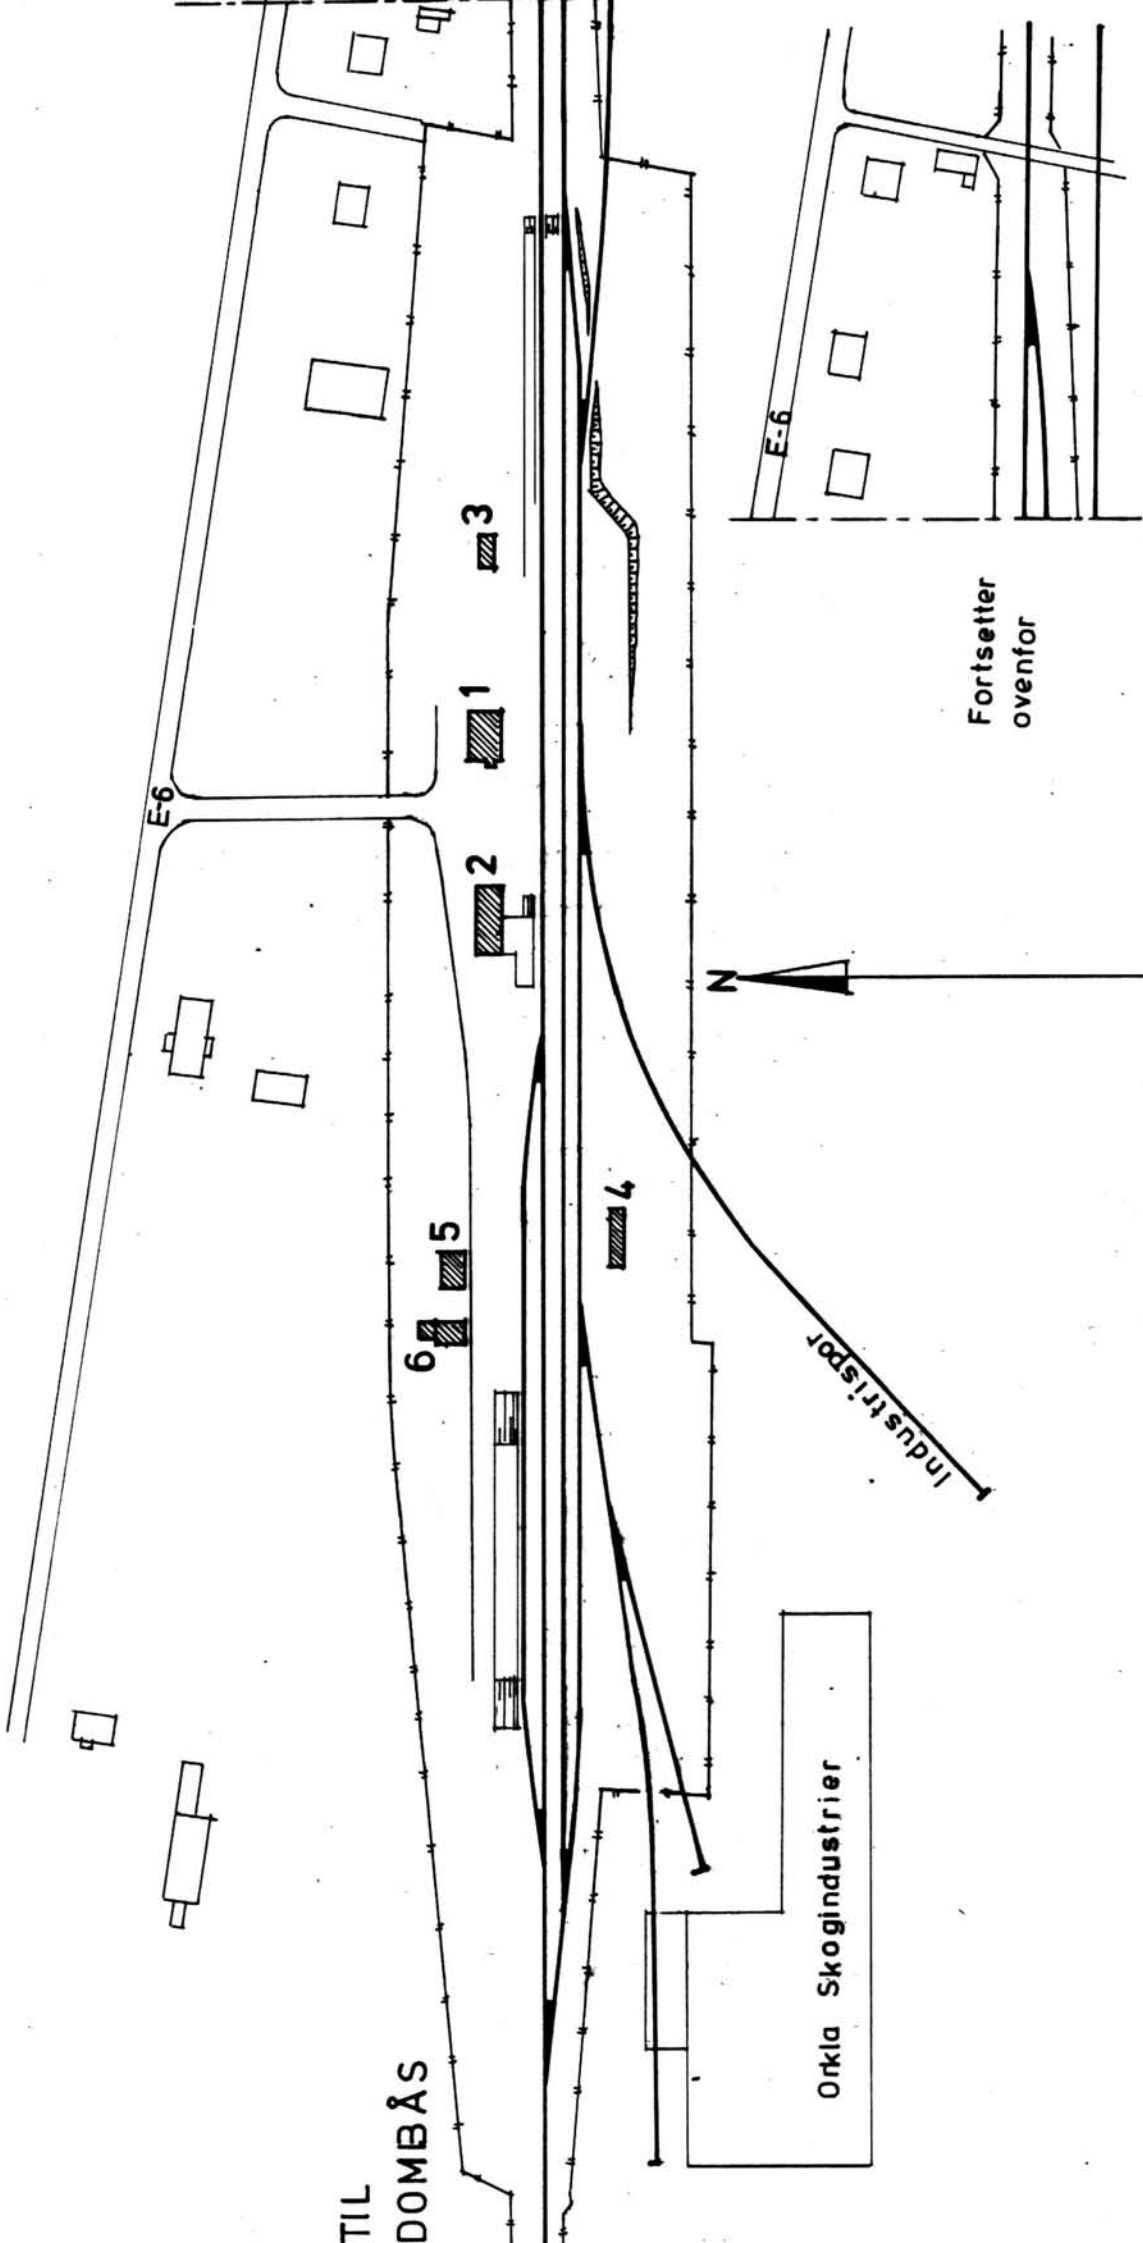 TIL
DOMBÅS
E-6
6
5
2
1
3
4
N
Industrispor
Orkla Skogindustrier
Fortsetter
ovenfor
E-6